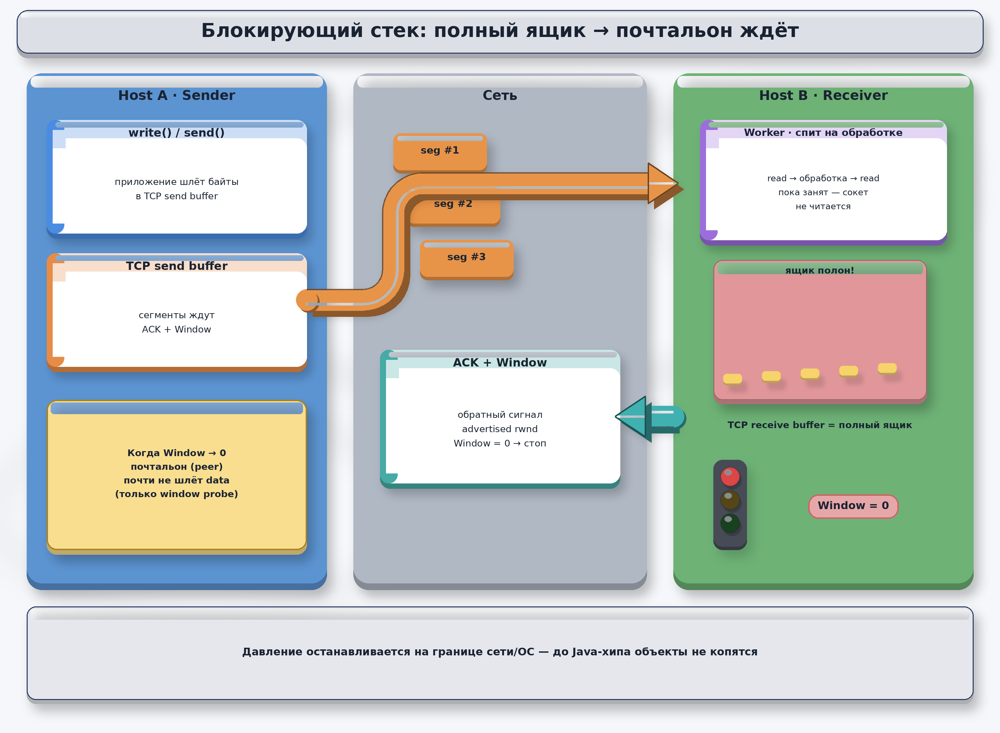 Блокирующий стек: полный ящик → почтальон ждёт
Host A · Sender
write() / send()
приложение шлёт байты
в TCP send buffer
TCP send buffer
сегменты ждут
ACK + Window
Когда Window → 0
почтальон (peer)
почти не шлёт data
(только window probe)
Сеть
seg #1
seg #2
seg #3
ACK + Window
обратный сигнал
advertised rwnd
Window = 0 → стоп
Host B · Receiver
Worker · спит на обработке
read → обработка → read
пока занят — сокет
не читается
ящик полон!
TCP receive buffer = полный ящик
Window = 0
Давление останавливается на границе сети/ОС — до Java-хипа объекты не копятся